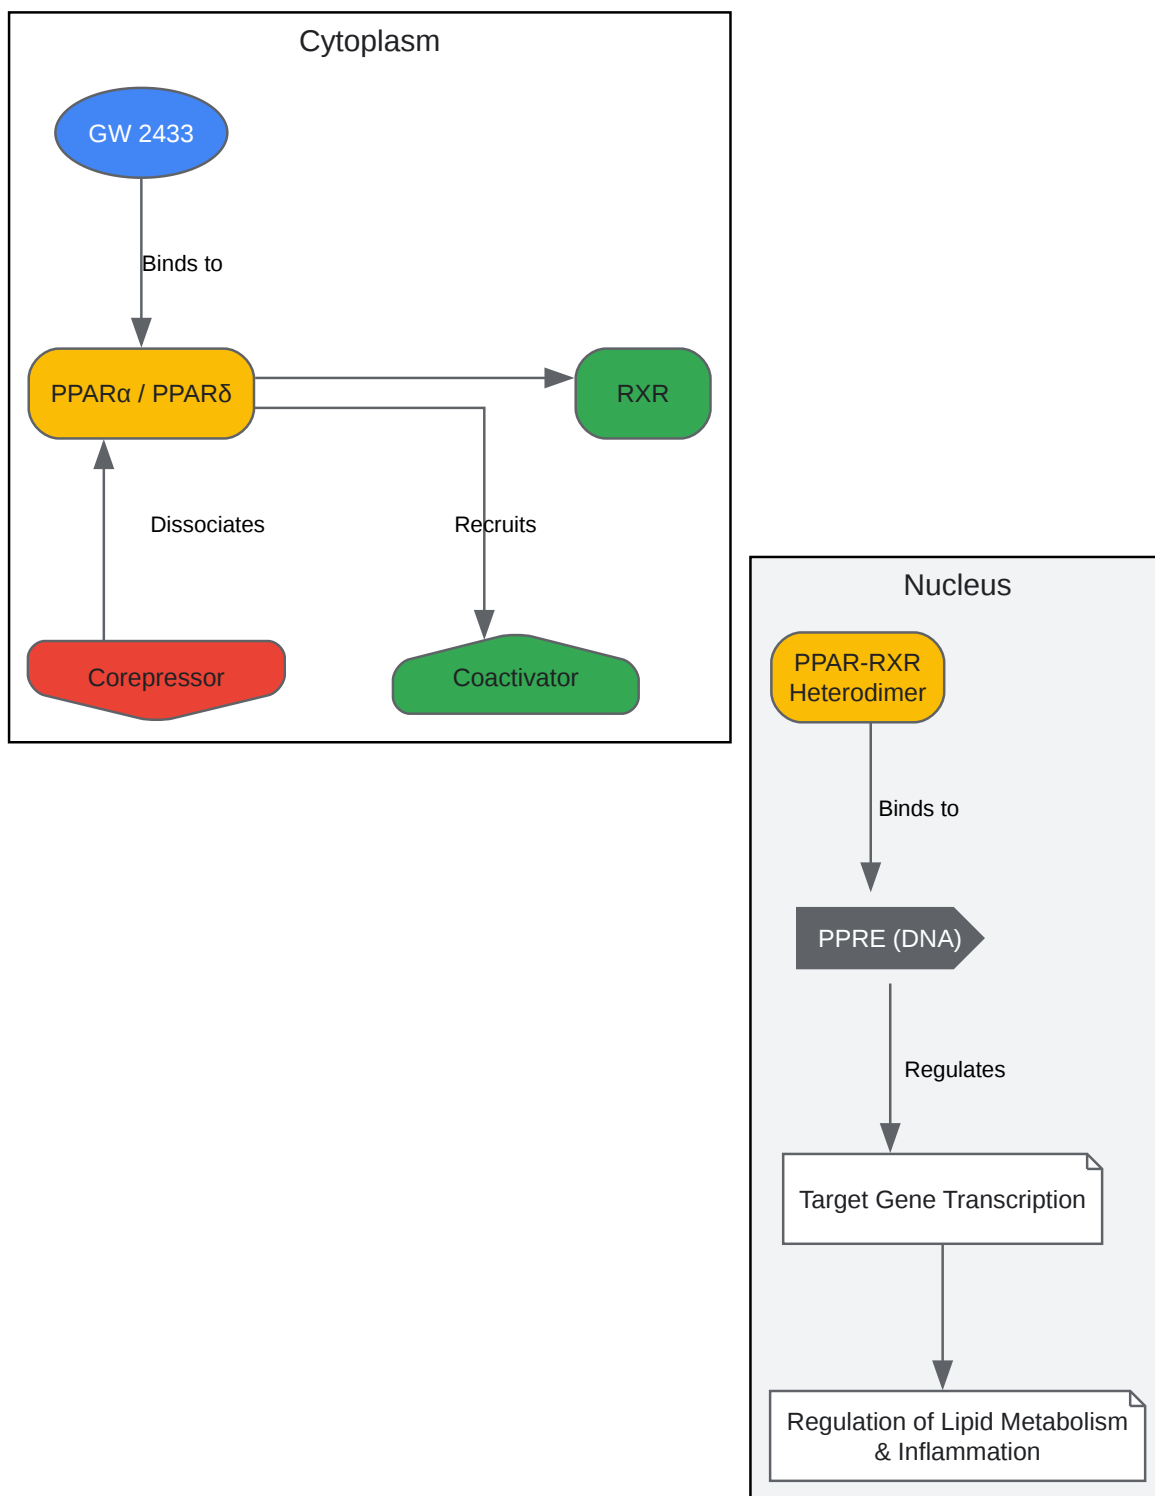 Cytoplasm
GW 2433
Binds to
PPARα / PPARδ
RXR
Dissociates
Recruits
Corepressor
Coactivator
Nucleus
PPAR-RXR
Heterodimer
Binds to
PPRE (DNA)
Regulates
Target Gene Transcription
Regulation of Lipid Metabolism
& Inflammation